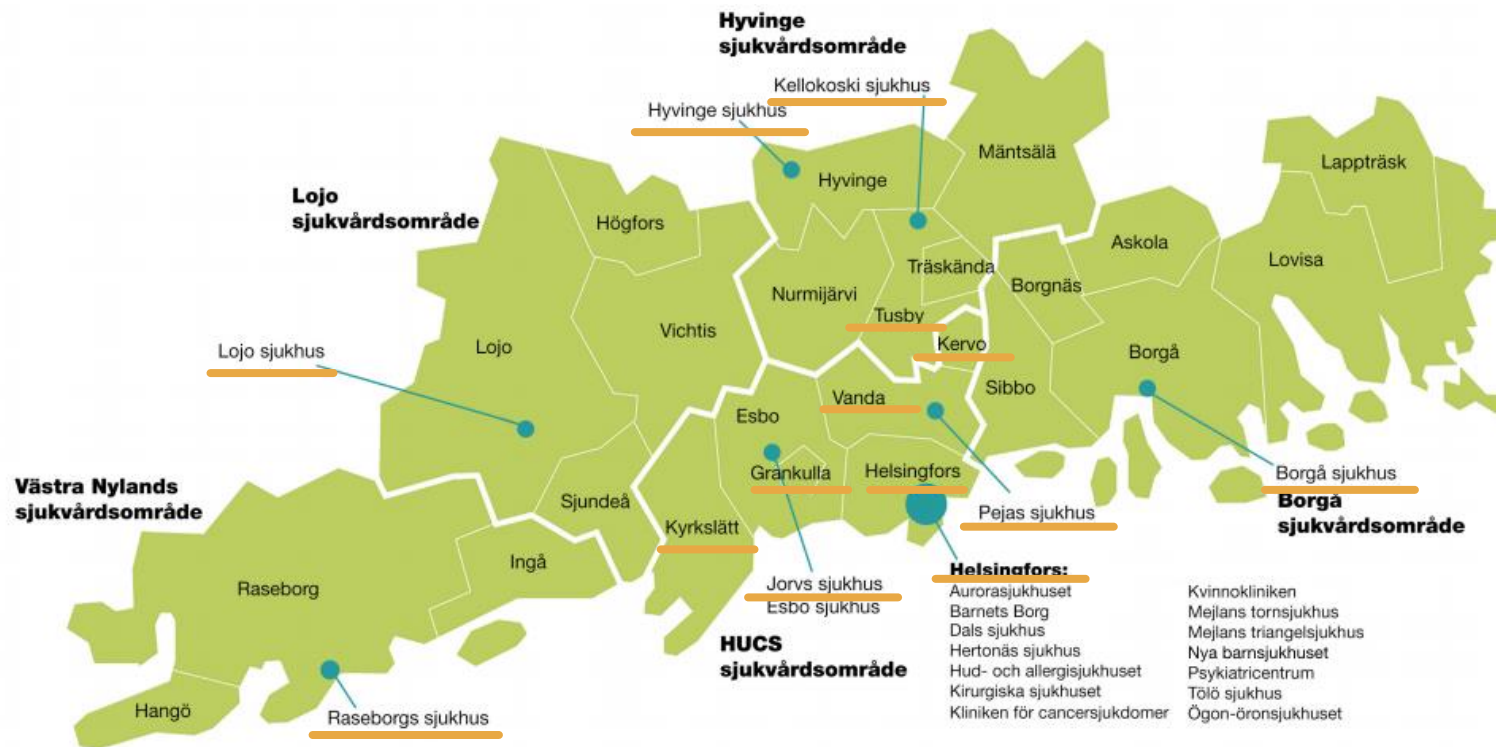 Hyvinge
sjukvårdsområde
Kellokoski sjukhus
Hyvinge sjukhus
Mäntsälä
Lappträsk
Hyvinge
Lojo
sjukvårdsområde
Högfors
Askola
Lovisa
Träskända
Borgnäs
Nurmijärvi
Tusby
Vichtis
Kervo
Lojo sjukhus
Lojo
Borgå
Sibbo
Vanda
Esbo
Grankulla
Helsingfors
Borgå sjukhus
Borgå
sjukvårdsområde
Västra Nylands
sjukvårdsområde
Sjundeå
Kyrkslätt
Pejas sjukhus
Ingå
Raseborg
Jorvs sjukhus
Esbo sjukhus
HUCS
sjukvårdsområde
Hangö
Raseborgs sjukhus
Helsingfors:
Aurorasjukhuset
Barnets Borg
Dals sjukhus
Hertonäs sjukhus
Hud- och allergisjukhuset
Kirurgiska sjukhuset
Kliniken för cancersjukdomer
Kvinnokliniken
Mejlans tornsjukhus
Mejlans triangelsjukhus
Nya barnsjukhuset
Psykiatricentrum
Tölö sjukhus
Ögon-öronsjukhuset